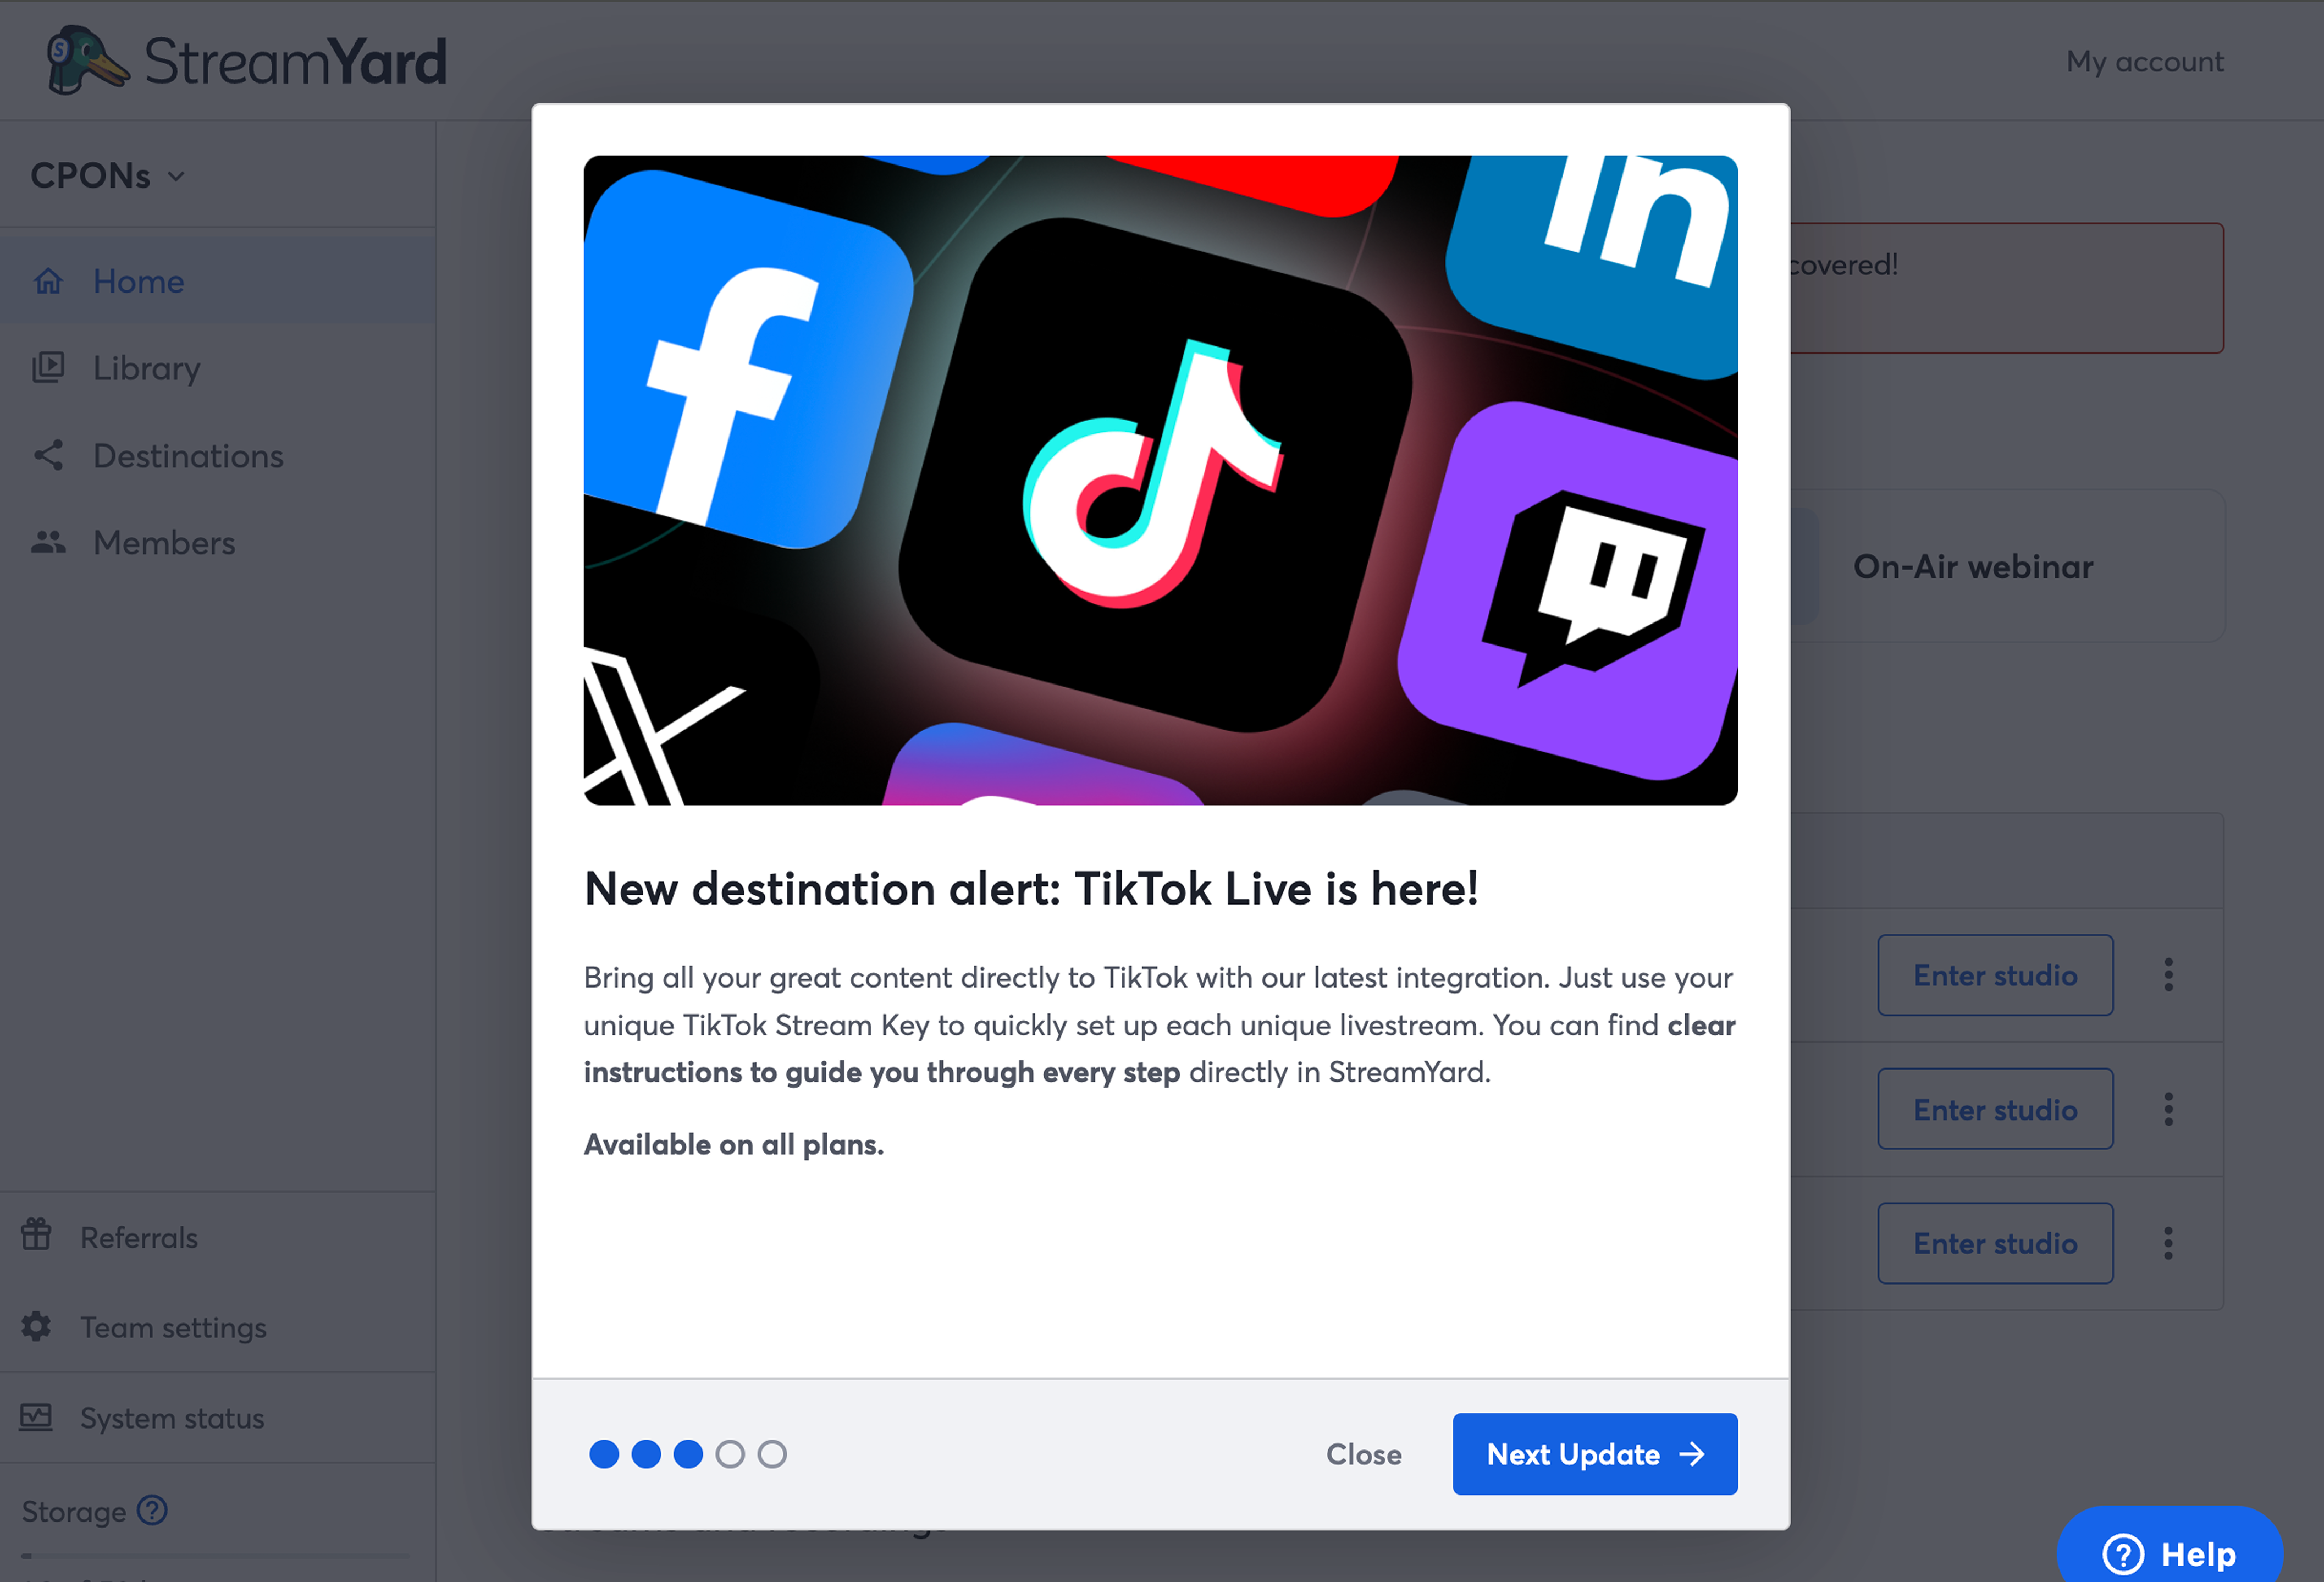 StreamYard
My account
CPONs
Home
Library
Destinations
Members
Referrals
Team settings
System status
Storage
covered!
On-Air webinar
Enter studio
Enter studio
Enter studio
in
New destination alert: TikTok Live is here!
Bring all your great content directly to TikTok with our latest integration. Just use your
unique TikTok Stream Key to quickly set up each unique livestream. You can find clear
instructions to guide you through every step directly in StreamYard.
Available on all plans.
Close
Next Update
Help